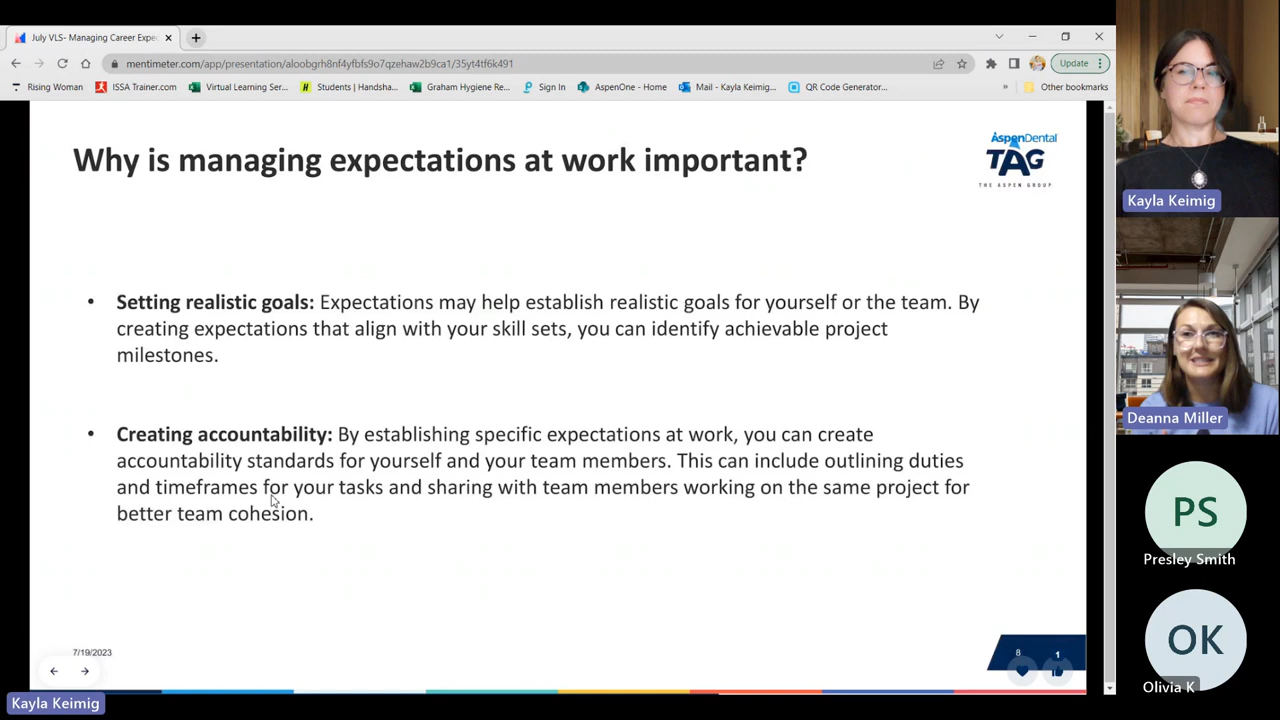 July VLS- Managing Career Expe
mentimeter.com/app/presentation/aloobgrh8nf4yfbfs9o7qzehaw2b9ca1/35yt4tf6k491
Update
Rising Woman
ISSA Trainer.com
Virtual Learning Ser...
Students | Handsha...
Graham Hygiene Re...
Sign In
AspenOne - Home
Mail - Kayla Keimig...
QR Code Generator...
»
Other bookmarks
Why is managing expectations at work important?
AspenDental
TAG
THE ASPEN GROUP
• Setting realistic goals: Expectations may help establish realistic goals for yourself or the team. By
creating expectations that align with your skill sets, you can identify achievable project
milestones.
• Creating accountability: By establishing specific expectations at work, you can create
accountability standards for yourself and your team members. This can include outlining duties
and timeframes for your tasks and sharing with team members working on the same project for
better team cohesion.
7/19/2023
8
1
Kayla Keimig
Kayla Keimig
Deanna Miller
PS
Presley Smith
OK
Olivia K